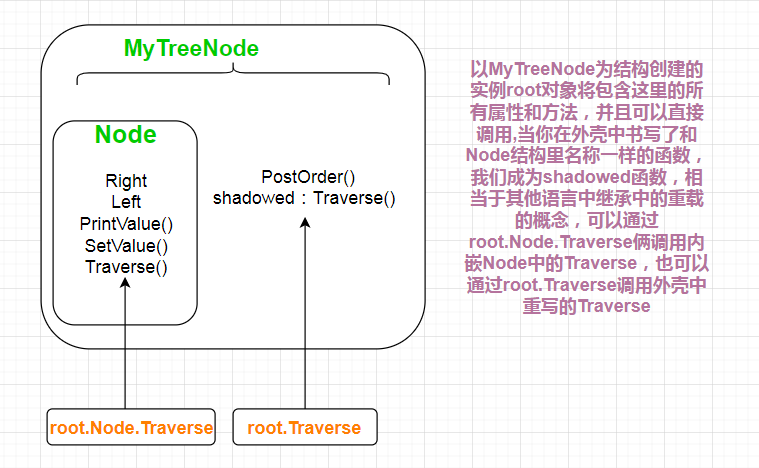 MyTreeNode
Node
Right
Left
PrintValue()
SetValue()
Traverse()
PostOrder()
shadowed：Traverse()
root.Node.Traverse
root.Traverse
以MyTreeNode为结构创建的
实例root对象将包含这里的所
有属性和方法，并且可以直接
调用,当你在外壳中书写了和
Node结构里名称一样的函数，
我们成为shadowed函数，相
当于其他语言中继承中的重载
的概念，可以通过
root.Node.Traverse俩调用内
嵌Node中的Traverse，也可以
通过root.Traverse调用外壳中
重写的Traverse